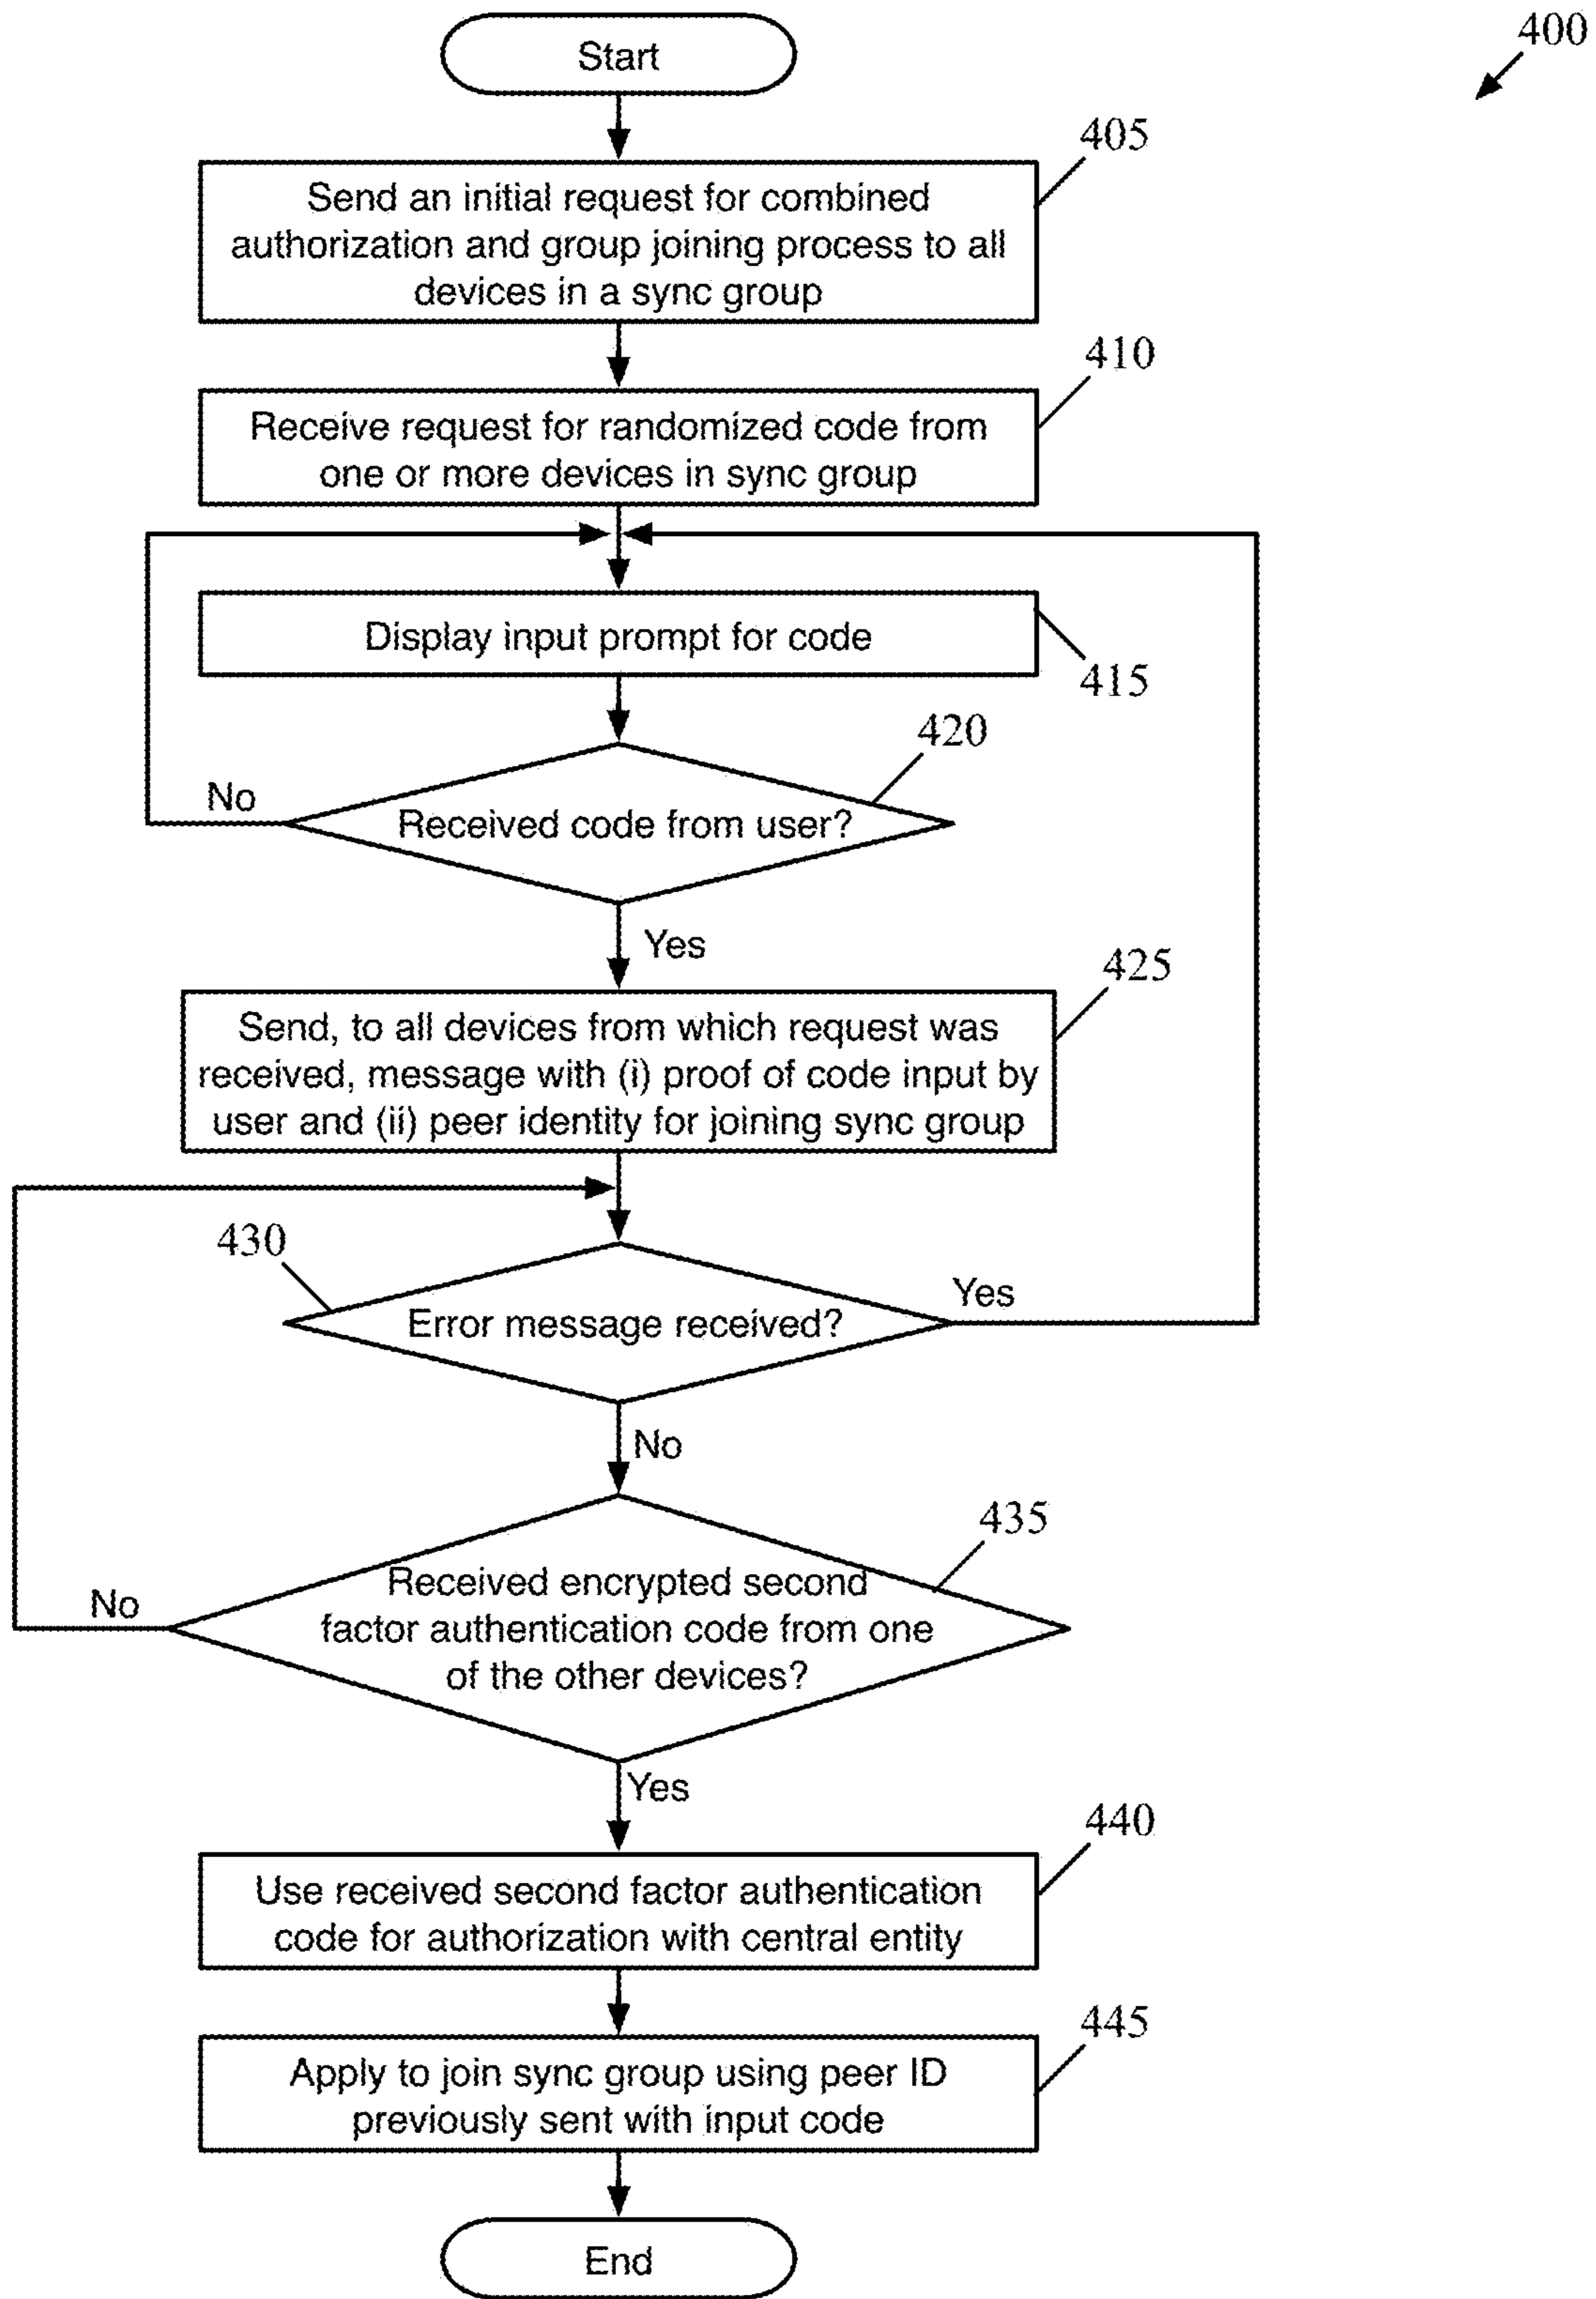 400
Start
405
Send an initial request for combined
authorization and group joining process to all
devices in a sync group
410
Receive request for randomized code from
one or more devices in sync group
Display input prompt for code
415
420
No
Received code from user?
Yes
425
Send, to all devices from which request was
received, message with (i) proof of code input by
user and (ii) peer identity for joining sync group
430
Yes
Error message received?
No
435
Received encrypted second
No
factor authentication code from one
of the other devices?
Yes
440
Use received second factor authentication
code for authorization with central entity
445
Apply to join sync group using peer ID
previously sent with input code
End